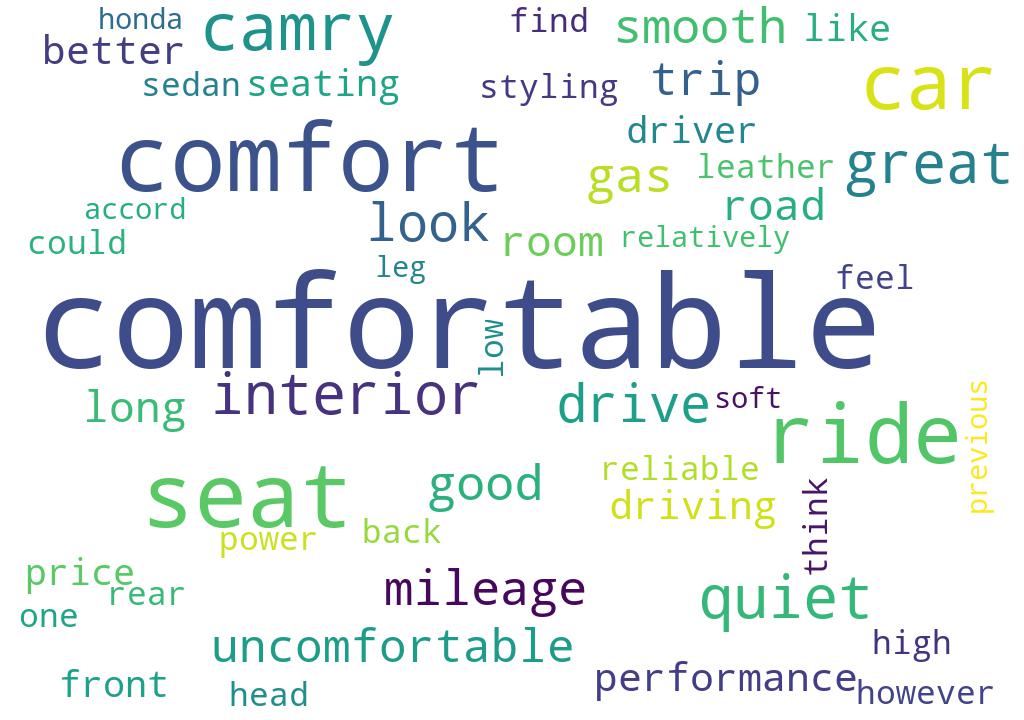 honda
camry
find
smooth
like
better
sedan
seating
styling
trip
car
comfort
driver
gas
leather
great
accord
look
road
could
room
relatively
leg
feel
comfortable
low
interior
long
drive
soft
ride
previous
seat
good
reliable
driving
think
power
back
price
rear
mileage
quiet
one
uncomfortable
high
front
head
performance
however